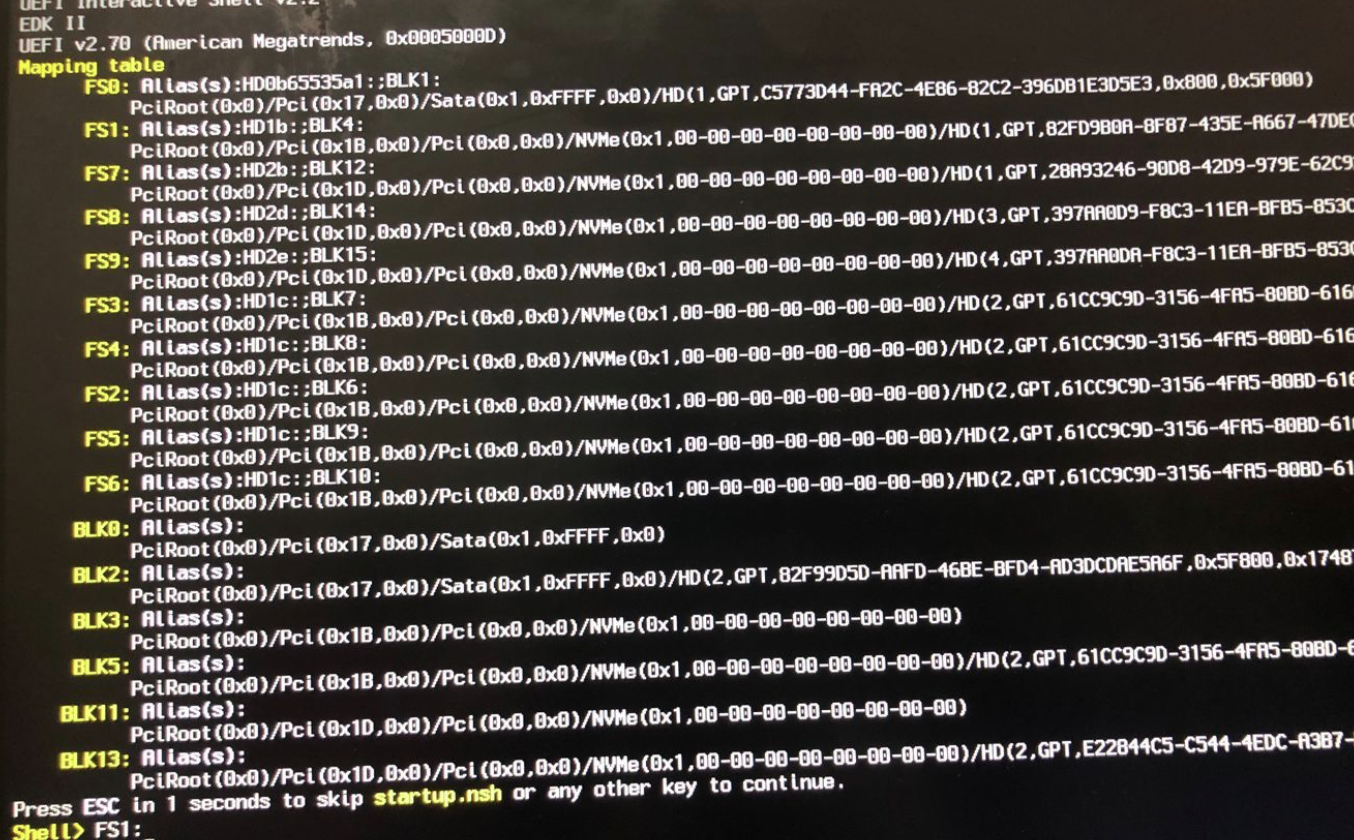 UEFI Interactive Shell v2.2
EDK II
UEFI v2.70 (American Megatrends, 0x0005000D)
Mapping table
FS0: Alias(s):HD0b65535a1:;BLK1:
PciRoot(0x0)/Pci(0x17,0x0)/Sata(0x1,0xFFFF,0x0)/HD(1,GPT,C5773D44-FA2C-4E86-82C2-396DB1E3D5E3,0x800,0x5F000)
FS1: Alias(s):HD1b:;BLK4:
PciRoot(0x0)/Pci(0x1B,0x0)/Pci(0x0,0x0)/NVMe(0x1,00-00-00-00-00-00-00-00)/HD(1,GPT,82FD9B0A-8F87-435E-A667-47DEC
FS7: Alias(s):HD2b:;BLK12:
PciRoot(0x0)/Pci(0x1D,0x0)/Pci(0x0,0x0)/NVMe(0x1,00-00-00-00-00-00-00-00)/HD(1,GPT,28A93246-90D8-42D9-979E-62C9
FS8: Alias(s):HD2d:;BLK14:
PciRoot(0x0)/Pci(0x1D,0x0)/Pci(0x0,0x0)/NVMe(0x1,00-00-00-00-00-00-00-00)/HD(3,GPT,397AA0D9-F8C3-11EA-BFB5-853C
FS9: Alias(s):HD2e:;BLK15:
PciRoot(0x0)/Pci(0x1D,0x0)/Pci(0x0,0x0)/NVMe(0x1,00-00-00-00-00-00-00-00)/HD(4,GPT,397AA0DA-F8C3-11EA-BFB5-853C
FS3: Alias(s):HD1c:;BLK7:
PciRoot(0x0)/Pci(0x1B,0x0)/Pci(0x0,0x0)/NVMe(0x1,00-00-00-00-00-00-00-00)/HD(2,GPT,61CC9C9D-3156-4FA5-80BD-616
FS4: Alias(s):HD1c:;BLK8:
PciRoot(0x0)/Pci(0x1B,0x0)/Pci(0x0,0x0)/NVMe(0x1,00-00-00-00-00-00-00-00)/HD(2,GPT,61CC9C9D-3156-4FA5-80BD-616
FS2: Alias(s):HD1c:;BLK6:
PciRoot(0x0)/Pci(0x1B,0x0)/Pci(0x0,0x0)/NVMe(0x1,00-00-00-00-00-00-00-00)/HD(2,GPT,61CC9C9D-3156-4FA5-80BD-616
FS5: Alias(s):HD1c:;BLK9:
PciRoot(0x0)/Pci(0x1B,0x0)/Pci(0x0,0x0)/NVMe(0x1,00-00-00-00-00-00-00-00)/HD(2,GPT,61CC9C9D-3156-4FA5-80BD-61
FS6: Alias(s):HD1c:;BLK10:
PciRoot(0x0)/Pci(0x1B,0x0)/Pci(0x0,0x0)/NVMe(0x1,00-00-00-00-00-00-00-00)/HD(2,GPT,61CC9C9D-3156-4FA5-80BD-61
BLK0: Alias(s):
PciRoot(0x0)/Pci(0x17,0x0)/Sata(0x1,0xFFFF,0x0)
BLK2: Alias(s):
PciRoot(0x0)/Pci(0x17,0x0)/Sata(0x1,0xFFFF,0x0)/HD(2,GPT,82F99D5D-AAFD-46BE-BFD4-AD3DCDAE5A6F,0x5F800,0x1748
BLK3: Alias(s):
PciRoot(0x0)/Pci(0x1B,0x0)/Pci(0x0,0x0)/NVMe(0x1,00-00-00-00-00-00-00-00)
BLK5: Alias(s):
PciRoot(0x0)/Pci(0x1B,0x0)/Pci(0x0,0x0)/NVMe(0x1,00-00-00-00-00-00-00-00)/HD(2,GPT,61CC9C9D-3156-4FA5-80BD-6
BLK11: Alias(s):
PciRoot(0x0)/Pci(0x1D,0x0)/Pci(0x0,0x0)/NVMe(0x1,00-00-00-00-00-00-00-00)
BLK13: Alias(s):
PciRoot(0x0)/Pci(0x1D,0x0)/Pci(0x0,0x0)/NVMe(0x1,00-00-00-00-00-00-00-00)/HD(2,GPT,E22844C5-C544-4EDC-A3B7-
Press ESC in 1 seconds to skip startup.nsh or any other key to continue.
Shell> FS1:_